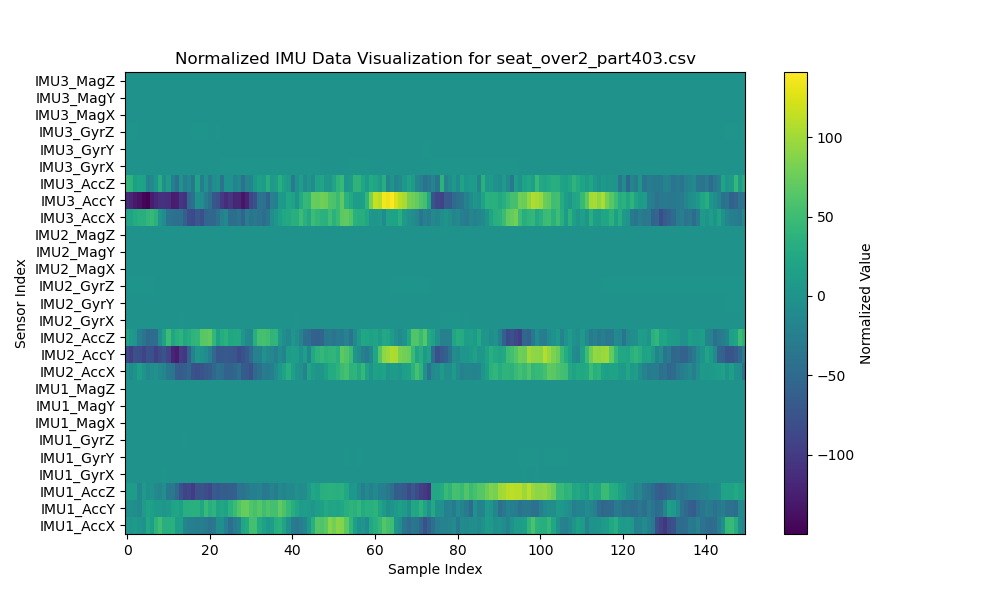 Normalized IMU Data Visualization for seat_over2_part403.csv
IMU3_MagZ
IMU3_MagY
IMU3_MagX
IMU3_GyrZ
IMU3_GyrY
IMU3_GyrX
IMU3_AccZ
IMU3_AccY
IMU3_AccX
IMU2_MagZ
IMU2_MagY
IMU2_MagX
IMU2_GyrZ
IMU2_GyrY
IMU2_GyrX
IMU2_AccZ
IMU2_AccY
IMU2_AccX
IMU1_MagZ
IMU1_MagY
IMU1_MagX
IMU1_GyrZ
IMU1_GyrY
IMU1_GyrX
IMU1_AccZ
IMU1_AccY
IMU1_AccX
Sensor Index
0 20 40 60 80 100 120 140
Sample Index
100
50
0
−50
−100
Normalized Value